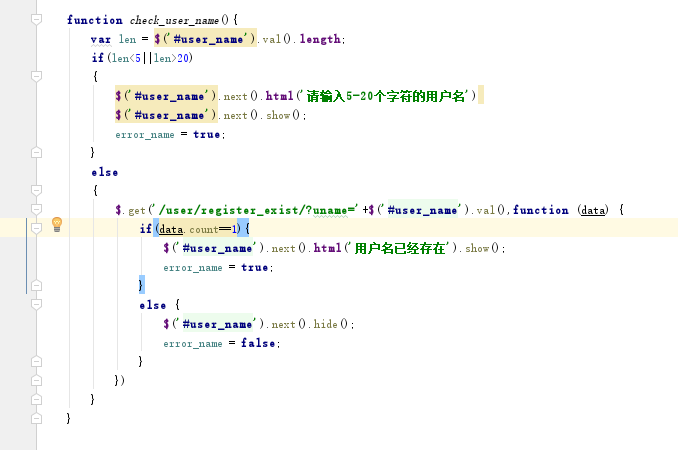 function check_user_name(){
var len = $('#user_name').val().length;
if(len<5||len>20)
{
$('#user_name').next().html('请输入5-20个字符的用户名')
$('#user_name').next().show();
error_name = true;
}
else
{
$.get('/user/register_exist/?uname='+$('#user_name').val(),function (data) {
if(data.count==1){
$('#user_name').next().html('用户名已经存在').show();
error_name = true;
}
else {
$('#user_name').next().hide();
error_name = false;
}
})
}
}